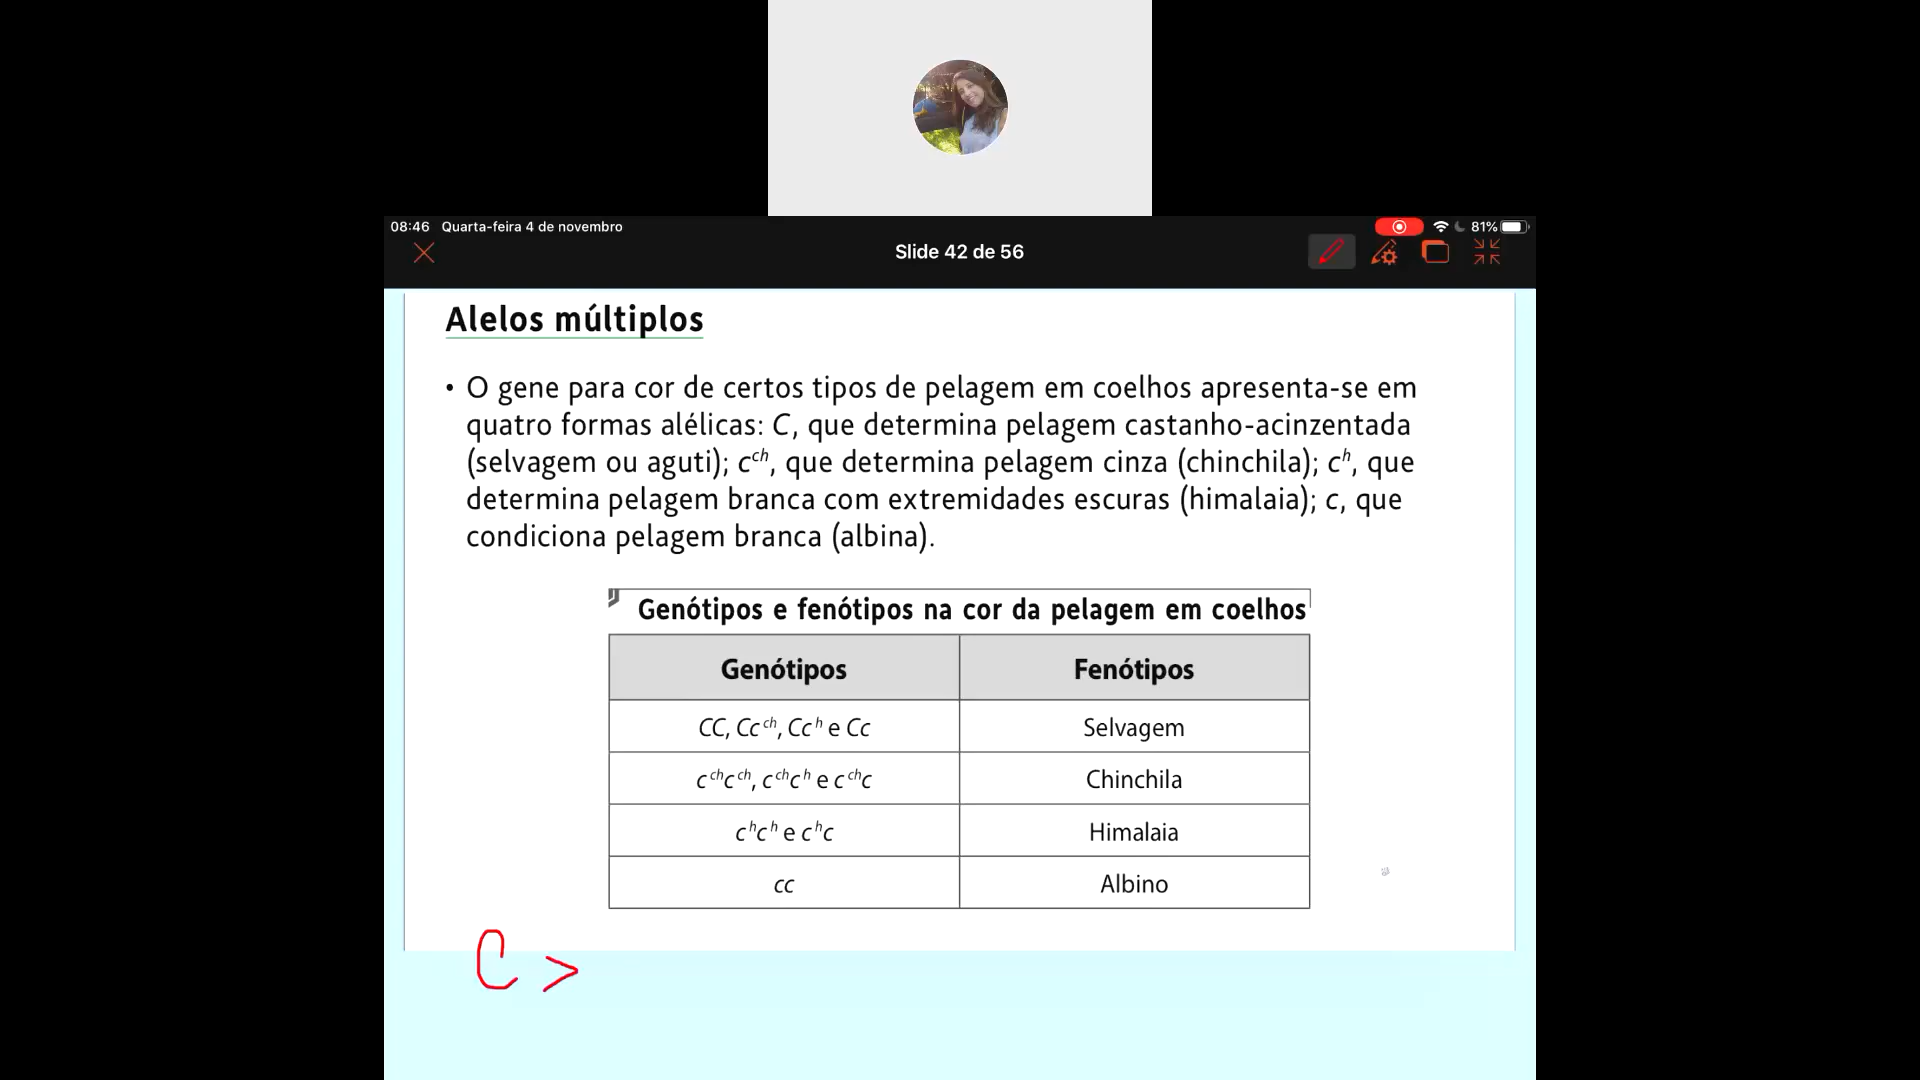 08:46 Quarta-feira 4 de novembro
81%
Slide 42 de 56
Alelos múltiplos
• O gene para cor de certos tipos de pelagem em coelhos apresenta-se em
quatro formas alélicas: C, que determina pelagem castanho-acinzentada
(selvagem ou aguti); cᶜʰ, que determina pelagem cinza (chinchila); cʰ, que
determina pelagem branca com extremidades escuras (himalaia); c, que
condiciona pelagem branca (albina).
Genótipos e fenótipos na cor da pelagem em coelhos
Genótipos Fenótipos
CC, Ccᶜʰ, Ccʰ e Cc Selvagem
cᶜʰcᶜʰ, cᶜʰcʰ e cᶜʰc Chinchila
cʰcʰ e cʰc Himalaia
cc Albino
C >